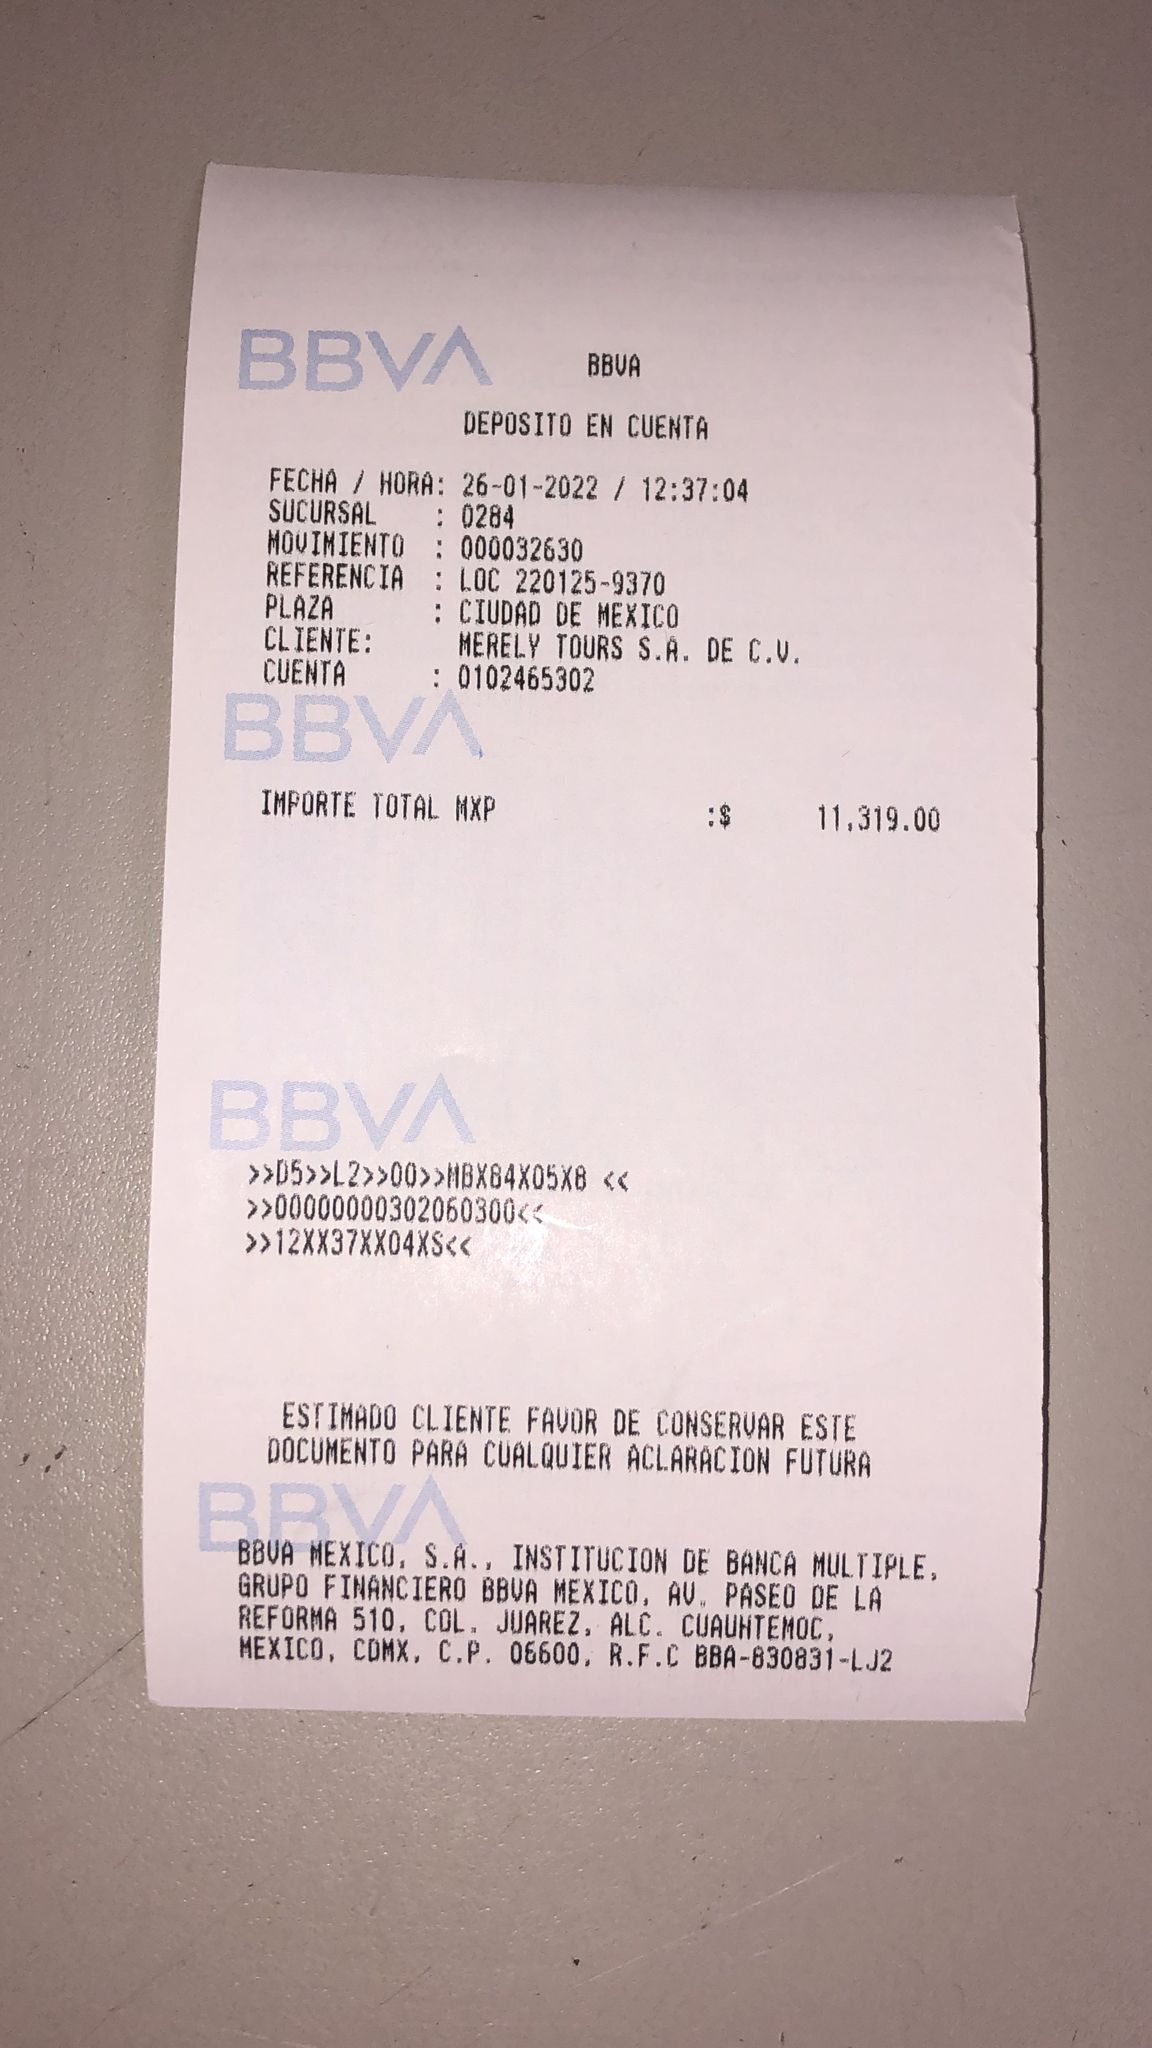 BBVA BBVA
DEPOSITO EN CUENTA
FECHA / HORA: 26-01-2022 / 12:37:04
SUCURSAL : 0284
MOVIMIENTO : 000032630
REFERENCIA : LOC 220125-9370
PLAZA : CIUDAD DE MEXICO
CLIENTE: MERELY TOURS S.A. DE C.V.
CUENTA : 0102465302
BBVA
IMPORTE TOTAL MXP :$ 11,319.00
BBVA
>>D5>>L2>>00>>MBX84X05X8 <<
>>00000000302060300<<
>>12XX37XX04XS<<
ESTIMADO CLIENTE FAVOR DE CONSERVAR ESTE
DOCUMENTO PARA CUALQUIER ACLARACION FUTURA
BBVA
BBVA MEXICO, S.A., INSTITUCION DE BANCA MULTIPLE,
GRUPO FINANCIERO BBVA MEXICO, AV. PASEO DE LA
REFORMA 510, COL. JUAREZ, ALC. CUAUHTEMOC,
MEXICO, CDMX, C.P. 06600, R.F.C BBA-830831-LJ2